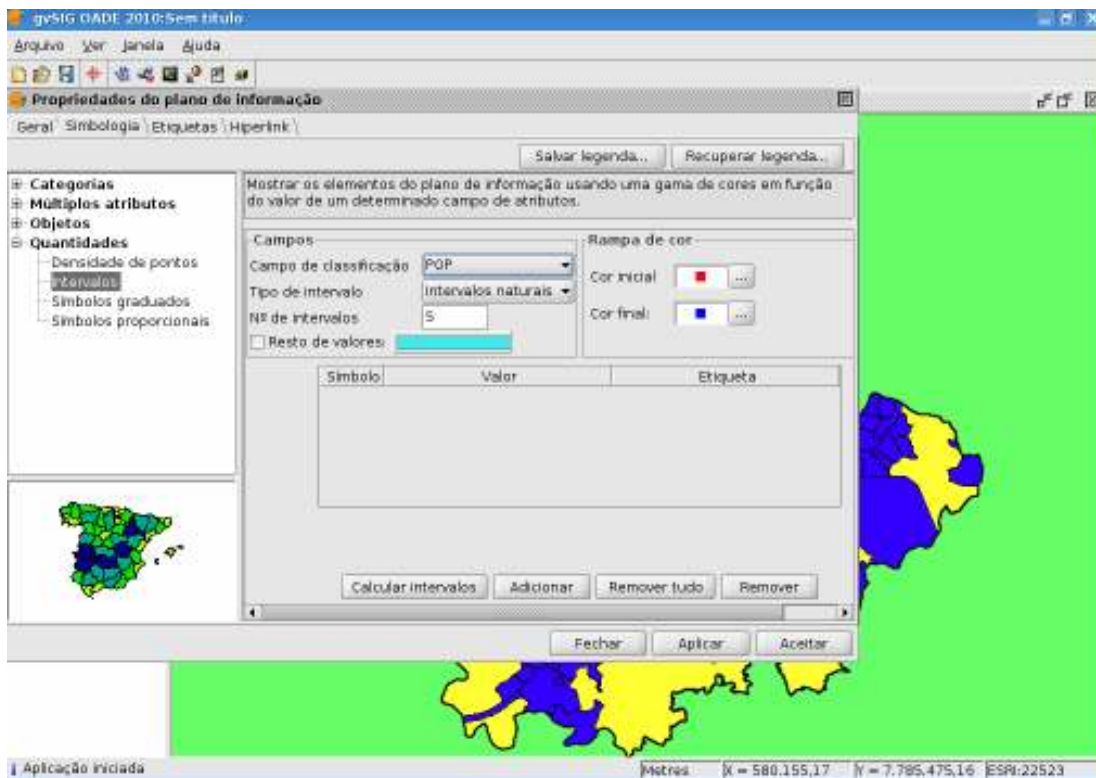 gvSIG OADE 2010:Sem título
Arquivo Ver Janela Ajuda
Propriedades do plano de informação
Geral Simbologia Etiquetas Hiperlink
Salvar legenda... Recuperar legenda...
Categorias
Múltiplos atributos
Objetos
Quantidades
Densidade de pontos
Intervalos
Símbolos graduados
Símbolos proporcionais
Mostrar os elementos do plano de informação usando uma gama de cores em função
do valor de um determinado campo de atributos.
Campos
Campo de classificação POP
Tipo de intervalo Intervalos naturais
Nº de intervalos 5
Resto de valores:
Rampa de cor
Cor inicial ...
Cor final: ...
Símbolo Valor Etiqueta
Calcular intervalos Adicionar Remover tudo Remover
Fechar Aplicar Aceitar
Aplicação iniciada Metres X = 580.155,17 Y = 7.785.475,16 ESRI:22523